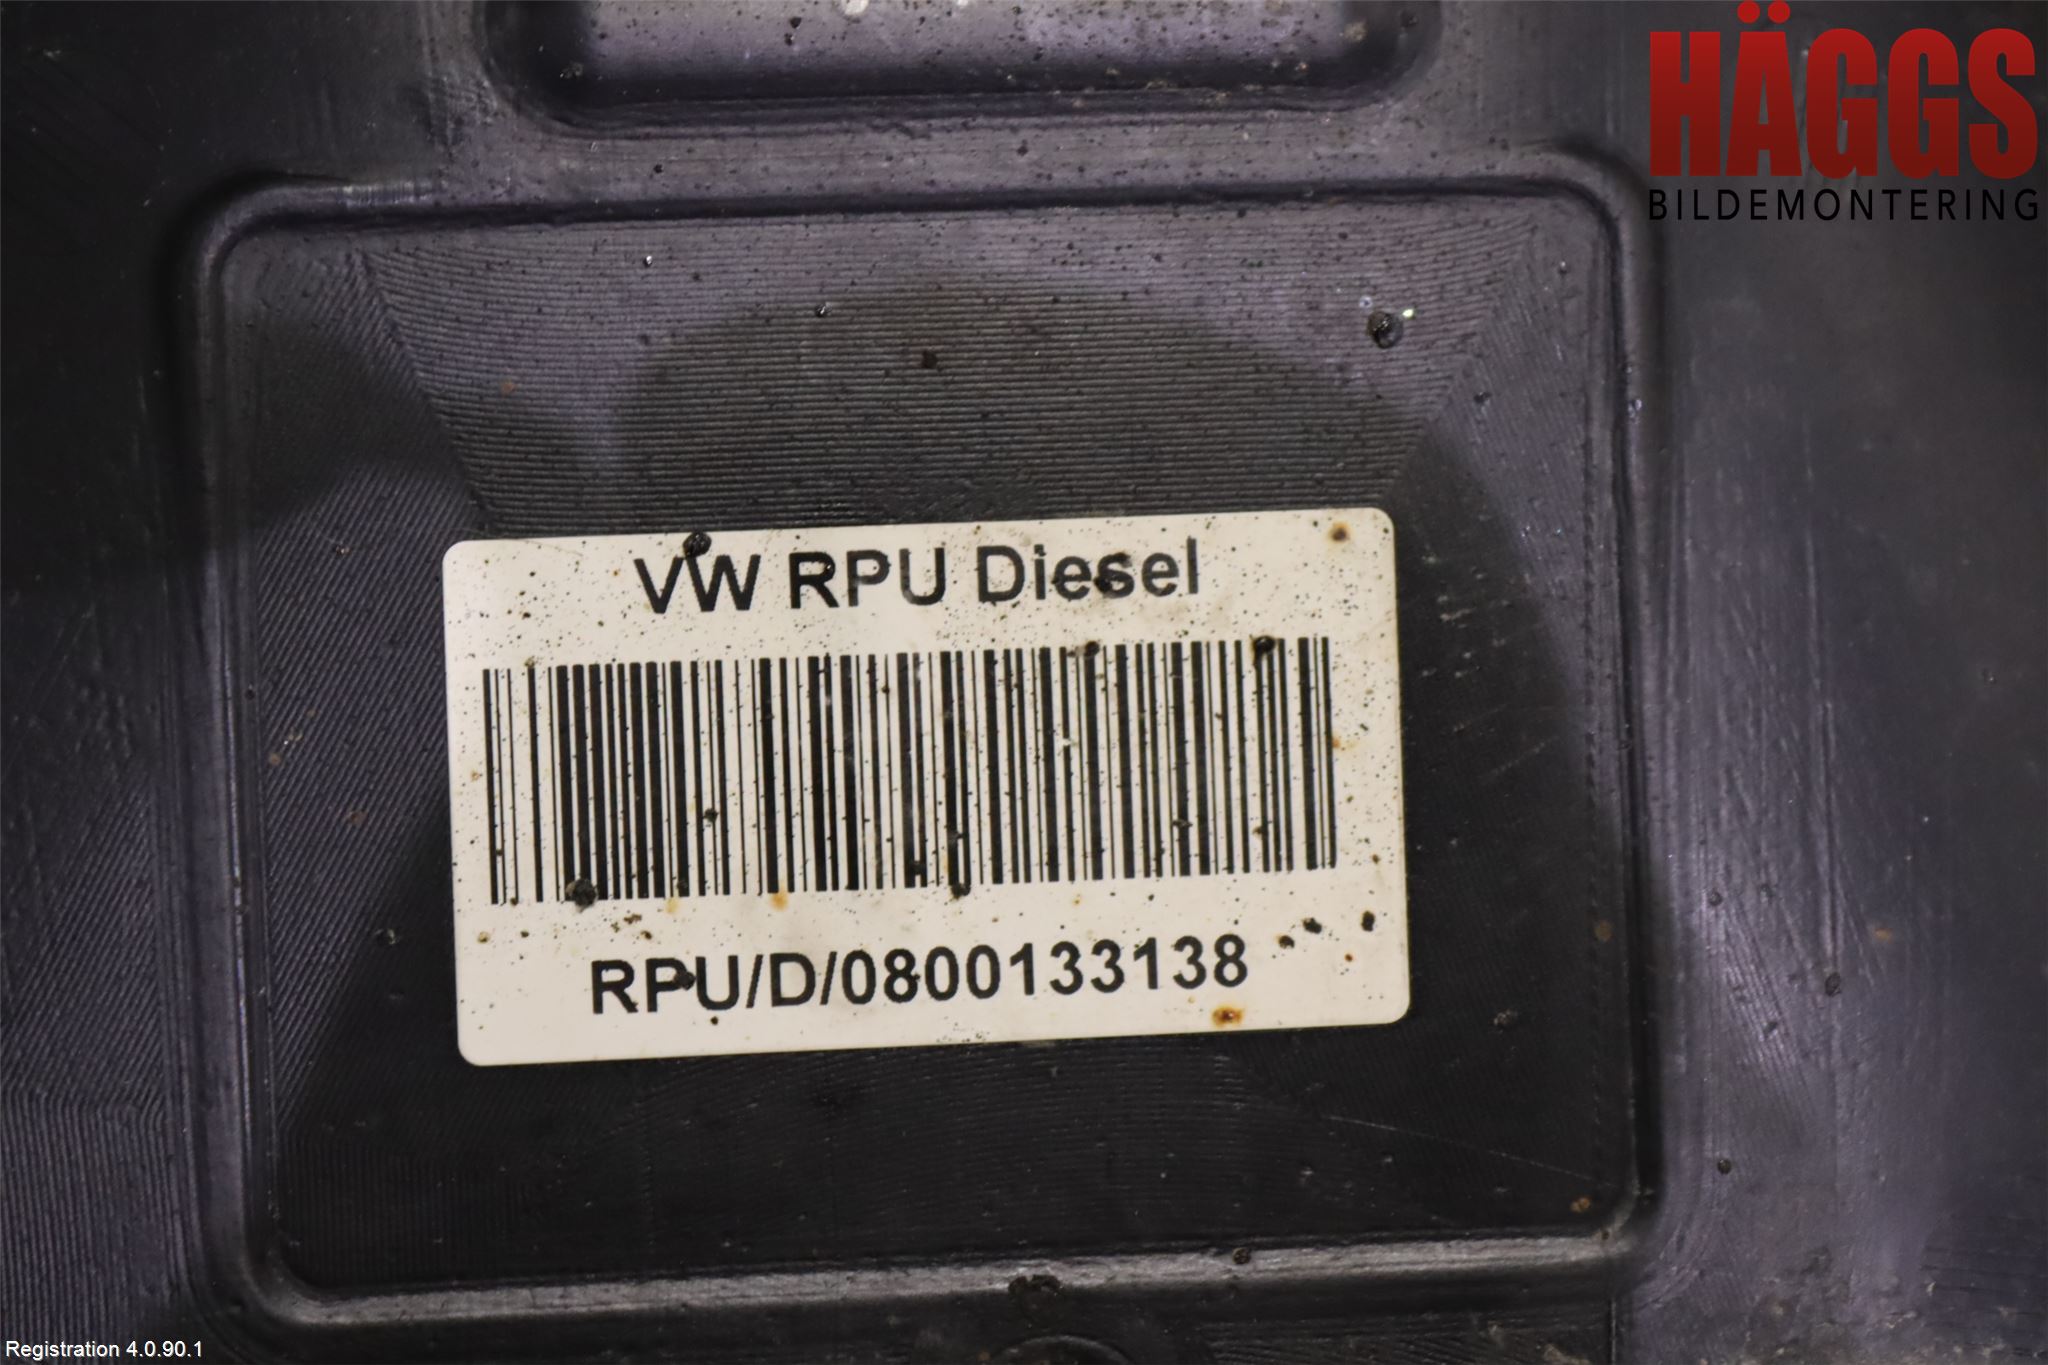 HÄGGS
BILDEMONTERING
VW RPU Diesel
RPU/D/0800133138
Registration 4.0.90.1